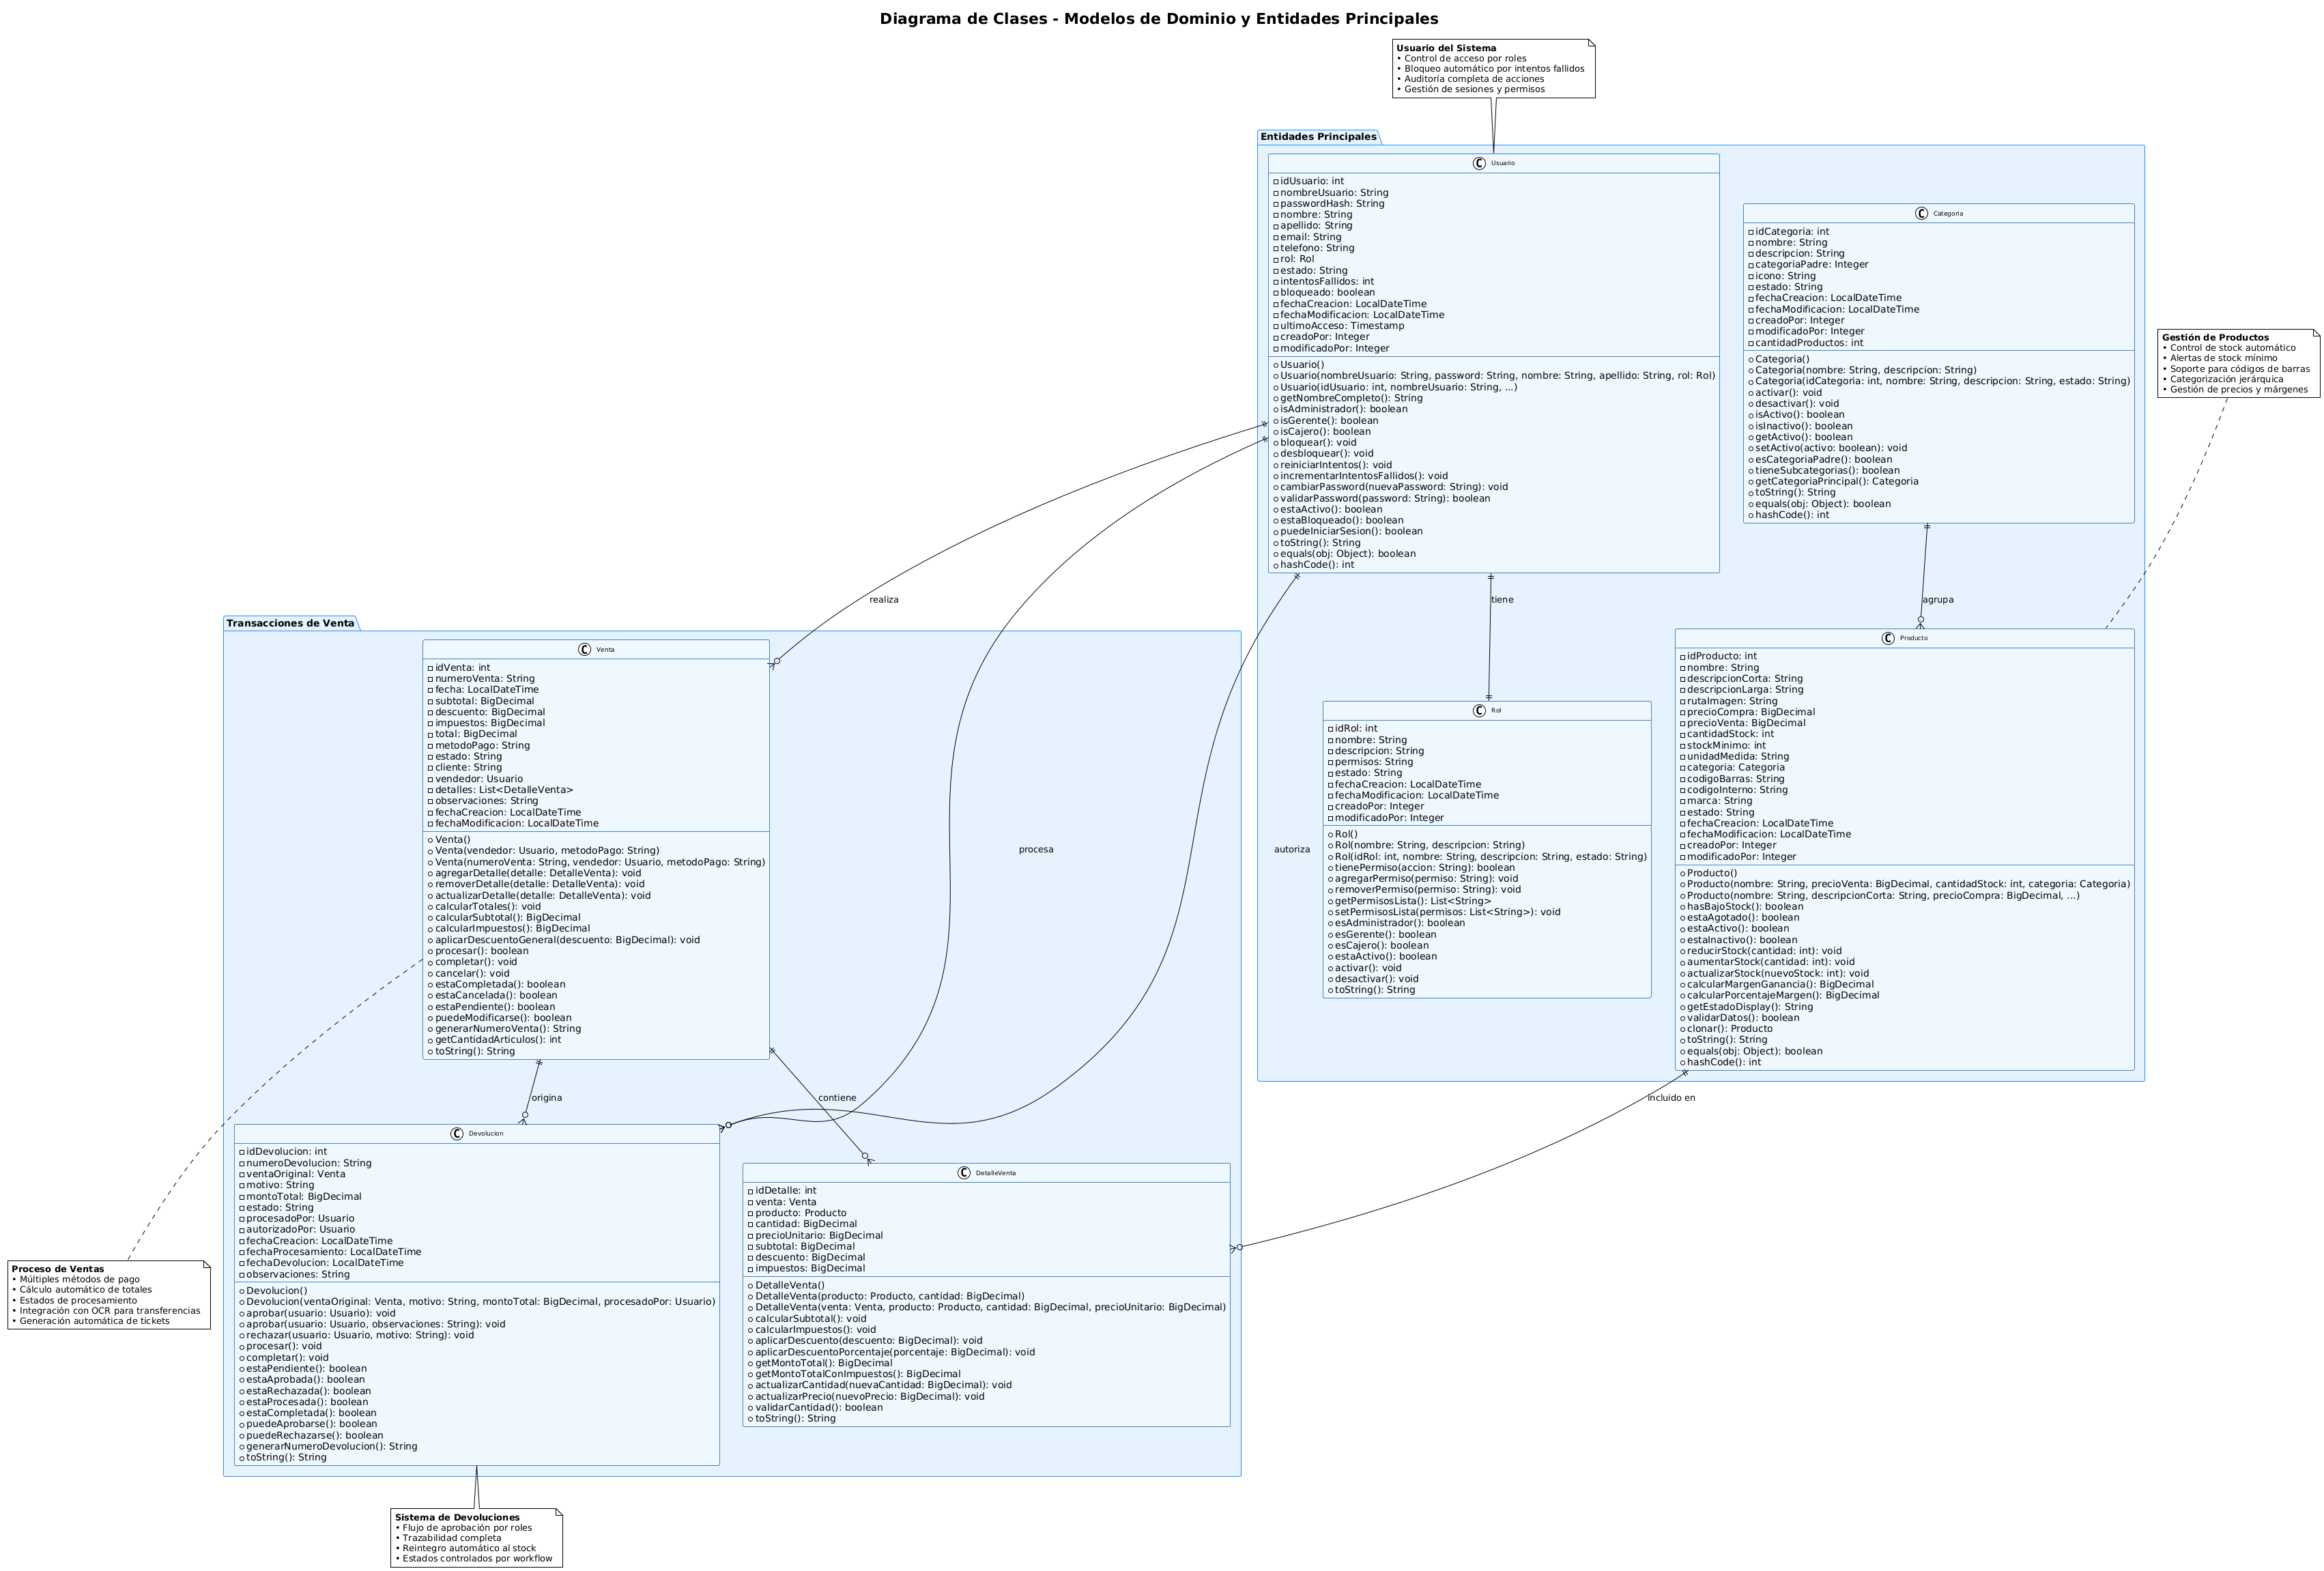 Diagrama de Clases - Modelos de Dominio y Entidades Principales
Usuario del Sistema
• Control de acceso por roles
• Bloqueo automático por intentos fallidos
• Auditoría completa de acciones
• Gestión de sesiones y permisos
Entidades Principales
C Usuario
idUsuario: int
nombreUsuario: String
passwordHash: String
nombre: String
apellido: String
email: String
telefono: String
rol: Rol
estado: String
intentosFallidos: int
bloqueado: boolean
fechaCreacion: LocalDateTime
fechaModificacion: LocalDateTime
ultimoAcceso: Timestamp
creadoPor: Integer
modificadoPor: Integer
Usuario()
Usuario(nombreUsuario: String, password: String, nombre: String, apellido: String, rol: Rol)
Usuario(idUsuario: int, nombreUsuario: String, ...)
getNombreCompleto(): String
isAdministrador(): boolean
isGerente(): boolean
isCajero(): boolean
bloquear(): void
desbloquear(): void
reiniciarIntentos(): void
incrementarIntentosFallidos(): void
cambiarPassword(nuevaPassword: String): void
validarPassword(password: String): boolean
estaActivo(): boolean
estaBloqueado(): boolean
puedeIniciarSesion(): boolean
toString(): String
equals(obj: Object): boolean
hashCode(): int
C Categoria
idCategoria: int
nombre: String
descripcion: String
categoriaPadre: Integer
icono: String
estado: String
fechaCreacion: LocalDateTime
fechaModificacion: LocalDateTime
creadoPor: Integer
modificadoPor: Integer
cantidadProductos: int
Categoria()
Categoria(nombre: String, descripcion: String)
Categoria(idCategoria: int, nombre: String, descripcion: String, estado: String)
activar(): void
desactivar(): void
isActivo(): boolean
isInactivo(): boolean
getActivo(): boolean
setActivo(activo: boolean): void
esCategoriaPadre(): boolean
tieneSubcategorias(): boolean
getCategoriaPrincipal(): Categoria
toString(): String
equals(obj: Object): boolean
hashCode(): int
Gestión de Productos
• Control de stock automático
• Alertas de stock mínimo
• Soporte para códigos de barras
• Categorización jerárquica
• Gestión de precios y márgenes
realiza
tiene
agrupa
Transacciones de Venta
C Venta
idVenta: int
numeroVenta: String
fecha: LocalDateTime
subtotal: BigDecimal
descuento: BigDecimal
impuestos: BigDecimal
total: BigDecimal
metodoPago: String
estado: String
cliente: String
vendedor: Usuario
detalles: List<DetalleVenta>
observaciones: String
fechaCreacion: LocalDateTime
fechaModificacion: LocalDateTime
Venta()
Venta(vendedor: Usuario, metodoPago: String)
Venta(numeroVenta: String, vendedor: Usuario, metodoPago: String)
agregarDetalle(detalle: DetalleVenta): void
removerDetalle(detalle: DetalleVenta): void
actualizarDetalle(detalle: DetalleVenta): void
calcularTotales(): void
calcularSubtotal(): BigDecimal
calcularImpuestos(): BigDecimal
aplicarDescuentoGeneral(descuento: BigDecimal): void
procesar(): boolean
completar(): void
cancelar(): void
estaCompletada(): boolean
estaCancelada(): boolean
estaPendiente(): boolean
puedeModificarse(): boolean
generarNumeroVenta(): String
getCantidadArticulos(): int
toString(): String
procesa
autoriza
C Rol
idRol: int
nombre: String
descripcion: String
permisos: String
estado: String
fechaCreacion: LocalDateTime
fechaModificacion: LocalDateTime
creadoPor: Integer
modificadoPor: Integer
Rol()
Rol(nombre: String, descripcion: String)
Rol(idRol: int, nombre: String, descripcion: String, estado: String)
tienePermiso(accion: String): boolean
agregarPermiso(permiso: String): void
removerPermiso(permiso: String): void
getPermisosLista(): List<String>
setPermisosLista(permisos: List<String>): void
esAdministrador(): boolean
esGerente(): boolean
esCajero(): boolean
estaActivo(): boolean
activar(): void
desactivar(): void
toString(): String
C Producto
idProducto: int
nombre: String
descripcionCorta: String
descripcionLarga: String
rutaImagen: String
precioCompra: BigDecimal
precioVenta: BigDecimal
cantidadStock: int
stockMinimo: int
unidadMedida: String
categoria: Categoria
codigoBarras: String
codigoInterno: String
marca: String
estado: String
fechaCreacion: LocalDateTime
fechaModificacion: LocalDateTime
creadoPor: Integer
modificadoPor: Integer
Producto()
Producto(nombre: String, precioVenta: BigDecimal, cantidadStock: int, categoria: Categoria)
Producto(nombre: String, descripcionCorta: String, precioCompra: BigDecimal, ...)
hasBajoStock(): boolean
estaAgotado(): boolean
estaActivo(): boolean
estaInactivo(): boolean
reducirStock(cantidad: int): void
aumentarStock(cantidad: int): void
actualizarStock(nuevoStock: int): void
calcularMargenGanancia(): BigDecimal
calcularPorcentajeMargen(): BigDecimal
getEstadoDisplay(): String
validarDatos(): boolean
clonar(): Producto
toString(): String
equals(obj: Object): boolean
hashCode(): int
origina
contiene
incluido en
C Devolucion
idDevolucion: int
numeroDevolucion: String
ventaOriginal: Venta
motivo: String
montoTotal: BigDecimal
estado: String
procesadoPor: Usuario
autorizadoPor: Usuario
fechaCreacion: LocalDateTime
fechaProcesamiento: LocalDateTime
fechaDevolucion: LocalDateTime
observaciones: String
Devolucion()
Devolucion(ventaOriginal: Venta, motivo: String, montoTotal: BigDecimal, procesadoPor: Usuario)
aprobar(usuario: Usuario): void
aprobar(usuario: Usuario, observaciones: String): void
rechazar(usuario: Usuario, motivo: String): void
procesar(): void
completar(): void
estaPendiente(): boolean
estaAprobada(): boolean
estaRechazada(): boolean
estaProcesada(): boolean
estaCompletada(): boolean
puedeAprobarse(): boolean
puedeRechazarse(): boolean
generarNumeroDevolucion(): String
toString(): String
C DetalleVenta
idDetalle: int
venta: Venta
producto: Producto
cantidad: BigDecimal
precioUnitario: BigDecimal
subtotal: BigDecimal
descuento: BigDecimal
impuestos: BigDecimal
DetalleVenta()
DetalleVenta(producto: Producto, cantidad: BigDecimal)
DetalleVenta(venta: Venta, producto: Producto, cantidad: BigDecimal, precioUnitario: BigDecimal)
calcularSubtotal(): void
calcularImpuestos(): void
aplicarDescuento(descuento: BigDecimal): void
aplicarDescuentoPorcentaje(porcentaje: BigDecimal): void
getMontoTotal(): BigDecimal
getMontoTotalConImpuestos(): BigDecimal
actualizarCantidad(nuevaCantidad: BigDecimal): void
actualizarPrecio(nuevoPrecio: BigDecimal): void
validarCantidad(): boolean
toString(): String
Proceso de Ventas
• Múltiples métodos de pago
• Cálculo automático de totales
• Estados de procesamiento
• Integración con OCR para transferencias
• Generación automática de tickets
Sistema de Devoluciones
• Flujo de aprobación por roles
• Trazabilidad completa
• Reintegro automático al stock
• Estados controlados por workflow